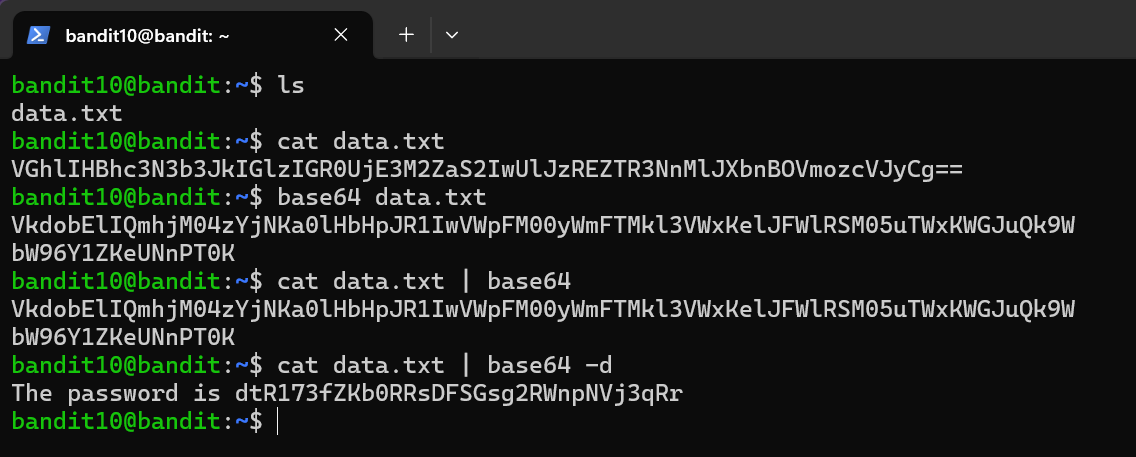 bandit10@bandit: ~
bandit10@bandit:~$ ls
data.txt
bandit10@bandit:~$ cat data.txt
VGhlIHBhc3N3b3JkIGlzIGR0UjE3M2ZaS2IwUlJzREZTR3NnMlJXbnBOVmozcVJyCg==
bandit10@bandit:~$ base64 data.txt
VkdobElIQmhjM04zYjNKa0lHbHpJR1IwVWpFM00yWmFTMkl3VWxKelJFWlRSM05uTWxKWGJuQk9W
bW96Y1ZKeUNnPT0K
bandit10@bandit:~$ cat data.txt | base64
VkdobElIQmhjM04zYjNKa0lHbHpJR1IwVWpFM00yWmFTMkl3VWxKelJFWlRSM05uTWxKWGJuQk9W
bW96Y1ZKeUNnPT0K
bandit10@bandit:~$ cat data.txt | base64 -d
The password is dtR173fZKb0RRsDFSGsg2RWnpNVj3qRr
bandit10@bandit:~$